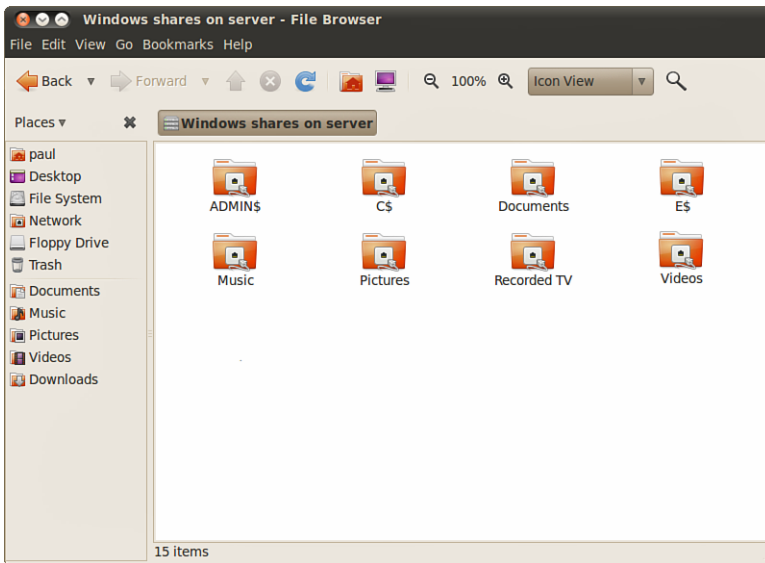 Windows shares on server - File Browser
File Edit View Go Bookmarks Help
Back Forward 100% Icon View
Places Windows shares on server
paul
Desktop
File System
Network
Floppy Drive
Trash
Documents
Music
Pictures
Videos
Downloads
ADMIN$ C$ Documents E$
Music Pictures Recorded TV Videos
15 items